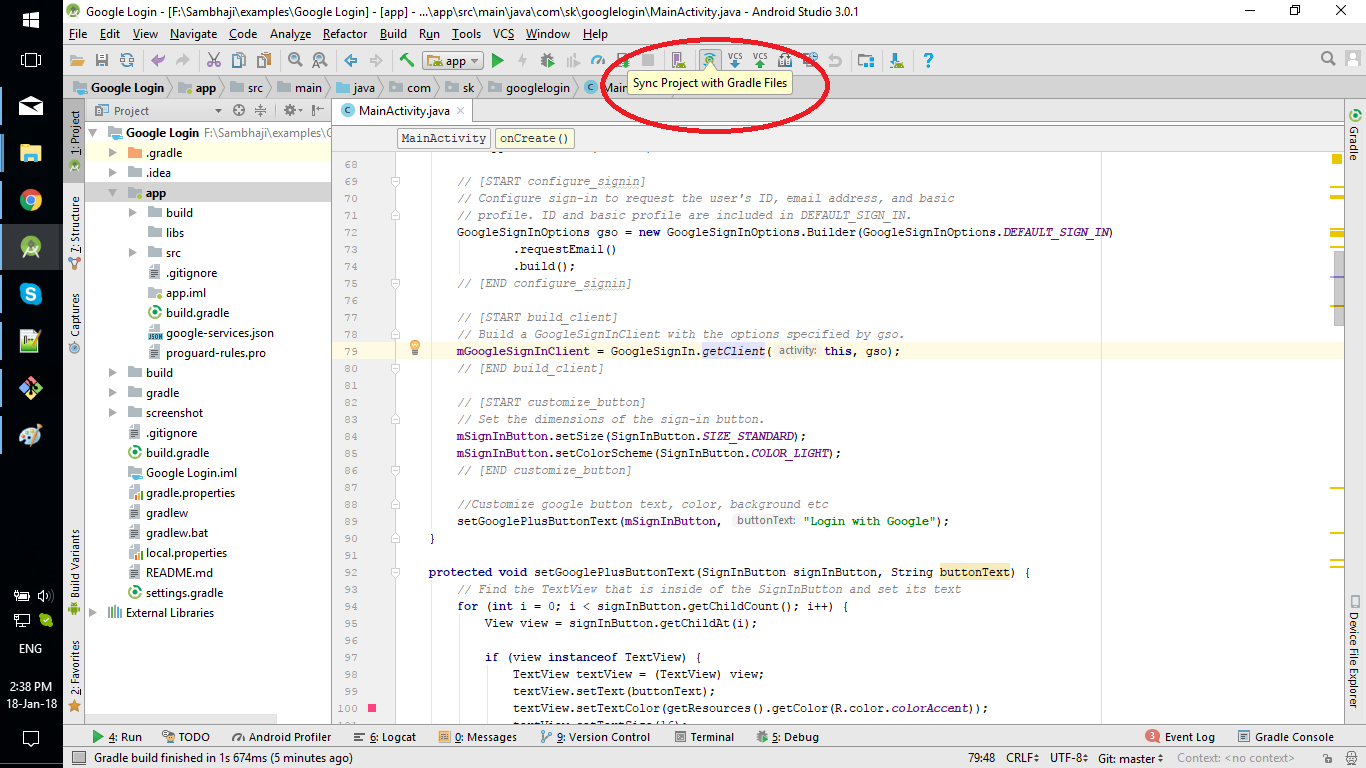 Google Login - [F:\Sambhaji\examples\Google Login] - [app] - ...\app\src\main\java\com\sk\googlelogin\MainActivity.java - Android Studio 3.0.1
File Edit View Navigate Code Analyze Refactor Build Run Tools VCS Window Help
app
VCS VCS
Sync Project with Gradle Files
Google Login app src main java com sk googlelogin
Project
MainActivity.java
MainActivity onCreate()
1: Project
7: Structure
Captures
Build Variants
2: Favorites
Google Login F:\Sambhaji\examples\G
.gradle
.idea
app
build
libs
src
.gitignore
app.iml
build.gradle
google-services.json
proguard-rules.pro
build
gradle
screenshot
.gitignore
build.gradle
Google Login.iml
gradle.properties
gradlew
gradlew.bat
local.properties
README.md
settings.gradle
External Libraries
68
69 // [START configure_signin]
70 // Configure sign-in to request the user's ID, email address, and basic
71 // profile. ID and basic profile are included in DEFAULT_SIGN_IN.
72 GoogleSignInOptions gso = new GoogleSignInOptions.Builder(GoogleSignInOptions.DEFAULT_SIGN_IN)
73 .requestEmail()
74 .build();
75 // [END configure_signin]
76
77 // [START build_client]
78 // Build a GoogleSignInClient with the options specified by gso.
79 mGoogleSignInClient = GoogleSignIn.getClient( activity: this, gso);
80 // [END build_client]
81
82 // [START customize_button]
83 // Set the dimensions of the sign-in button.
84 mSignInButton.setSize(SignInButton.SIZE_STANDARD);
85 mSignInButton.setColorScheme(SignInButton.COLOR_LIGHT);
86 // [END customize_button]
87
88 //Customize google button text, color, background etc
89 setGooglePlusButtonText(mSignInButton, buttonText: "Login with Google");
90 }
91
92 protected void setGooglePlusButtonText(SignInButton signInButton, String buttonText) {
93 // Find the TextView that is inside of the SignInButton and set its text
94 for (int i = 0; i < signInButton.getChildCount(); i++) {
95 View view = signInButton.getChildAt(i);
96
97 if (view instanceof TextView) {
98 TextView textView = (TextView) view;
99 textView.setText(buttonText);
100 textView.setTextColor(getResources().getColor(R.color.colorAccent));
Gradle
Device File Explorer
4: Run TODO Android Profiler 6: Logcat 0: Messages 9: Version Control Terminal 5: Debug 3 Event Log Gradle Console
Gradle build finished in 1s 674ms (5 minutes ago) 79:48 CRLF UTF-8 Git: master Context: <no context>
ENG
2:38 PM
18-Jan-18